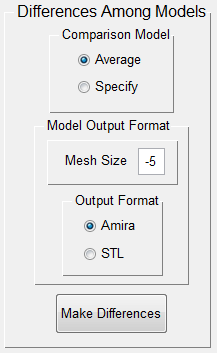 Differences Among Models
Comparison Model
Average
Specify
Model Output Format
Mesh Size -5
Output Format
Amira
STL
Make Differences